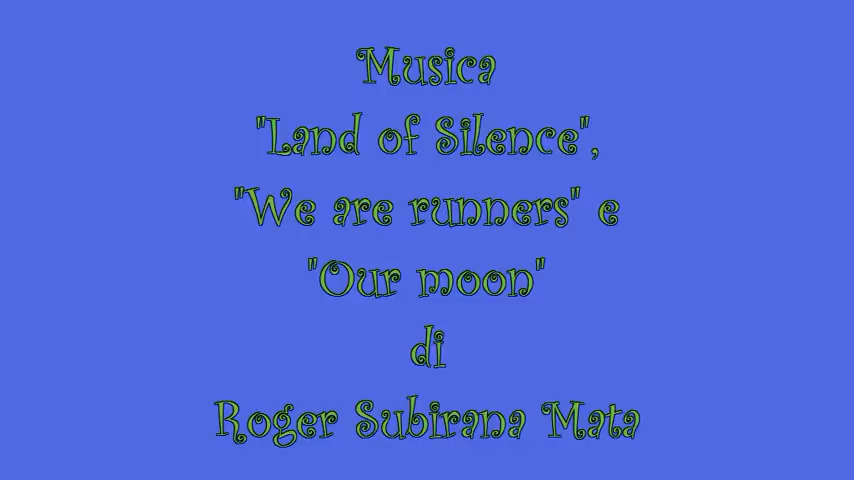 Musica
"Land of Silence",
"We are runners" e
"Our moon"
di
Roger Subirana Mata